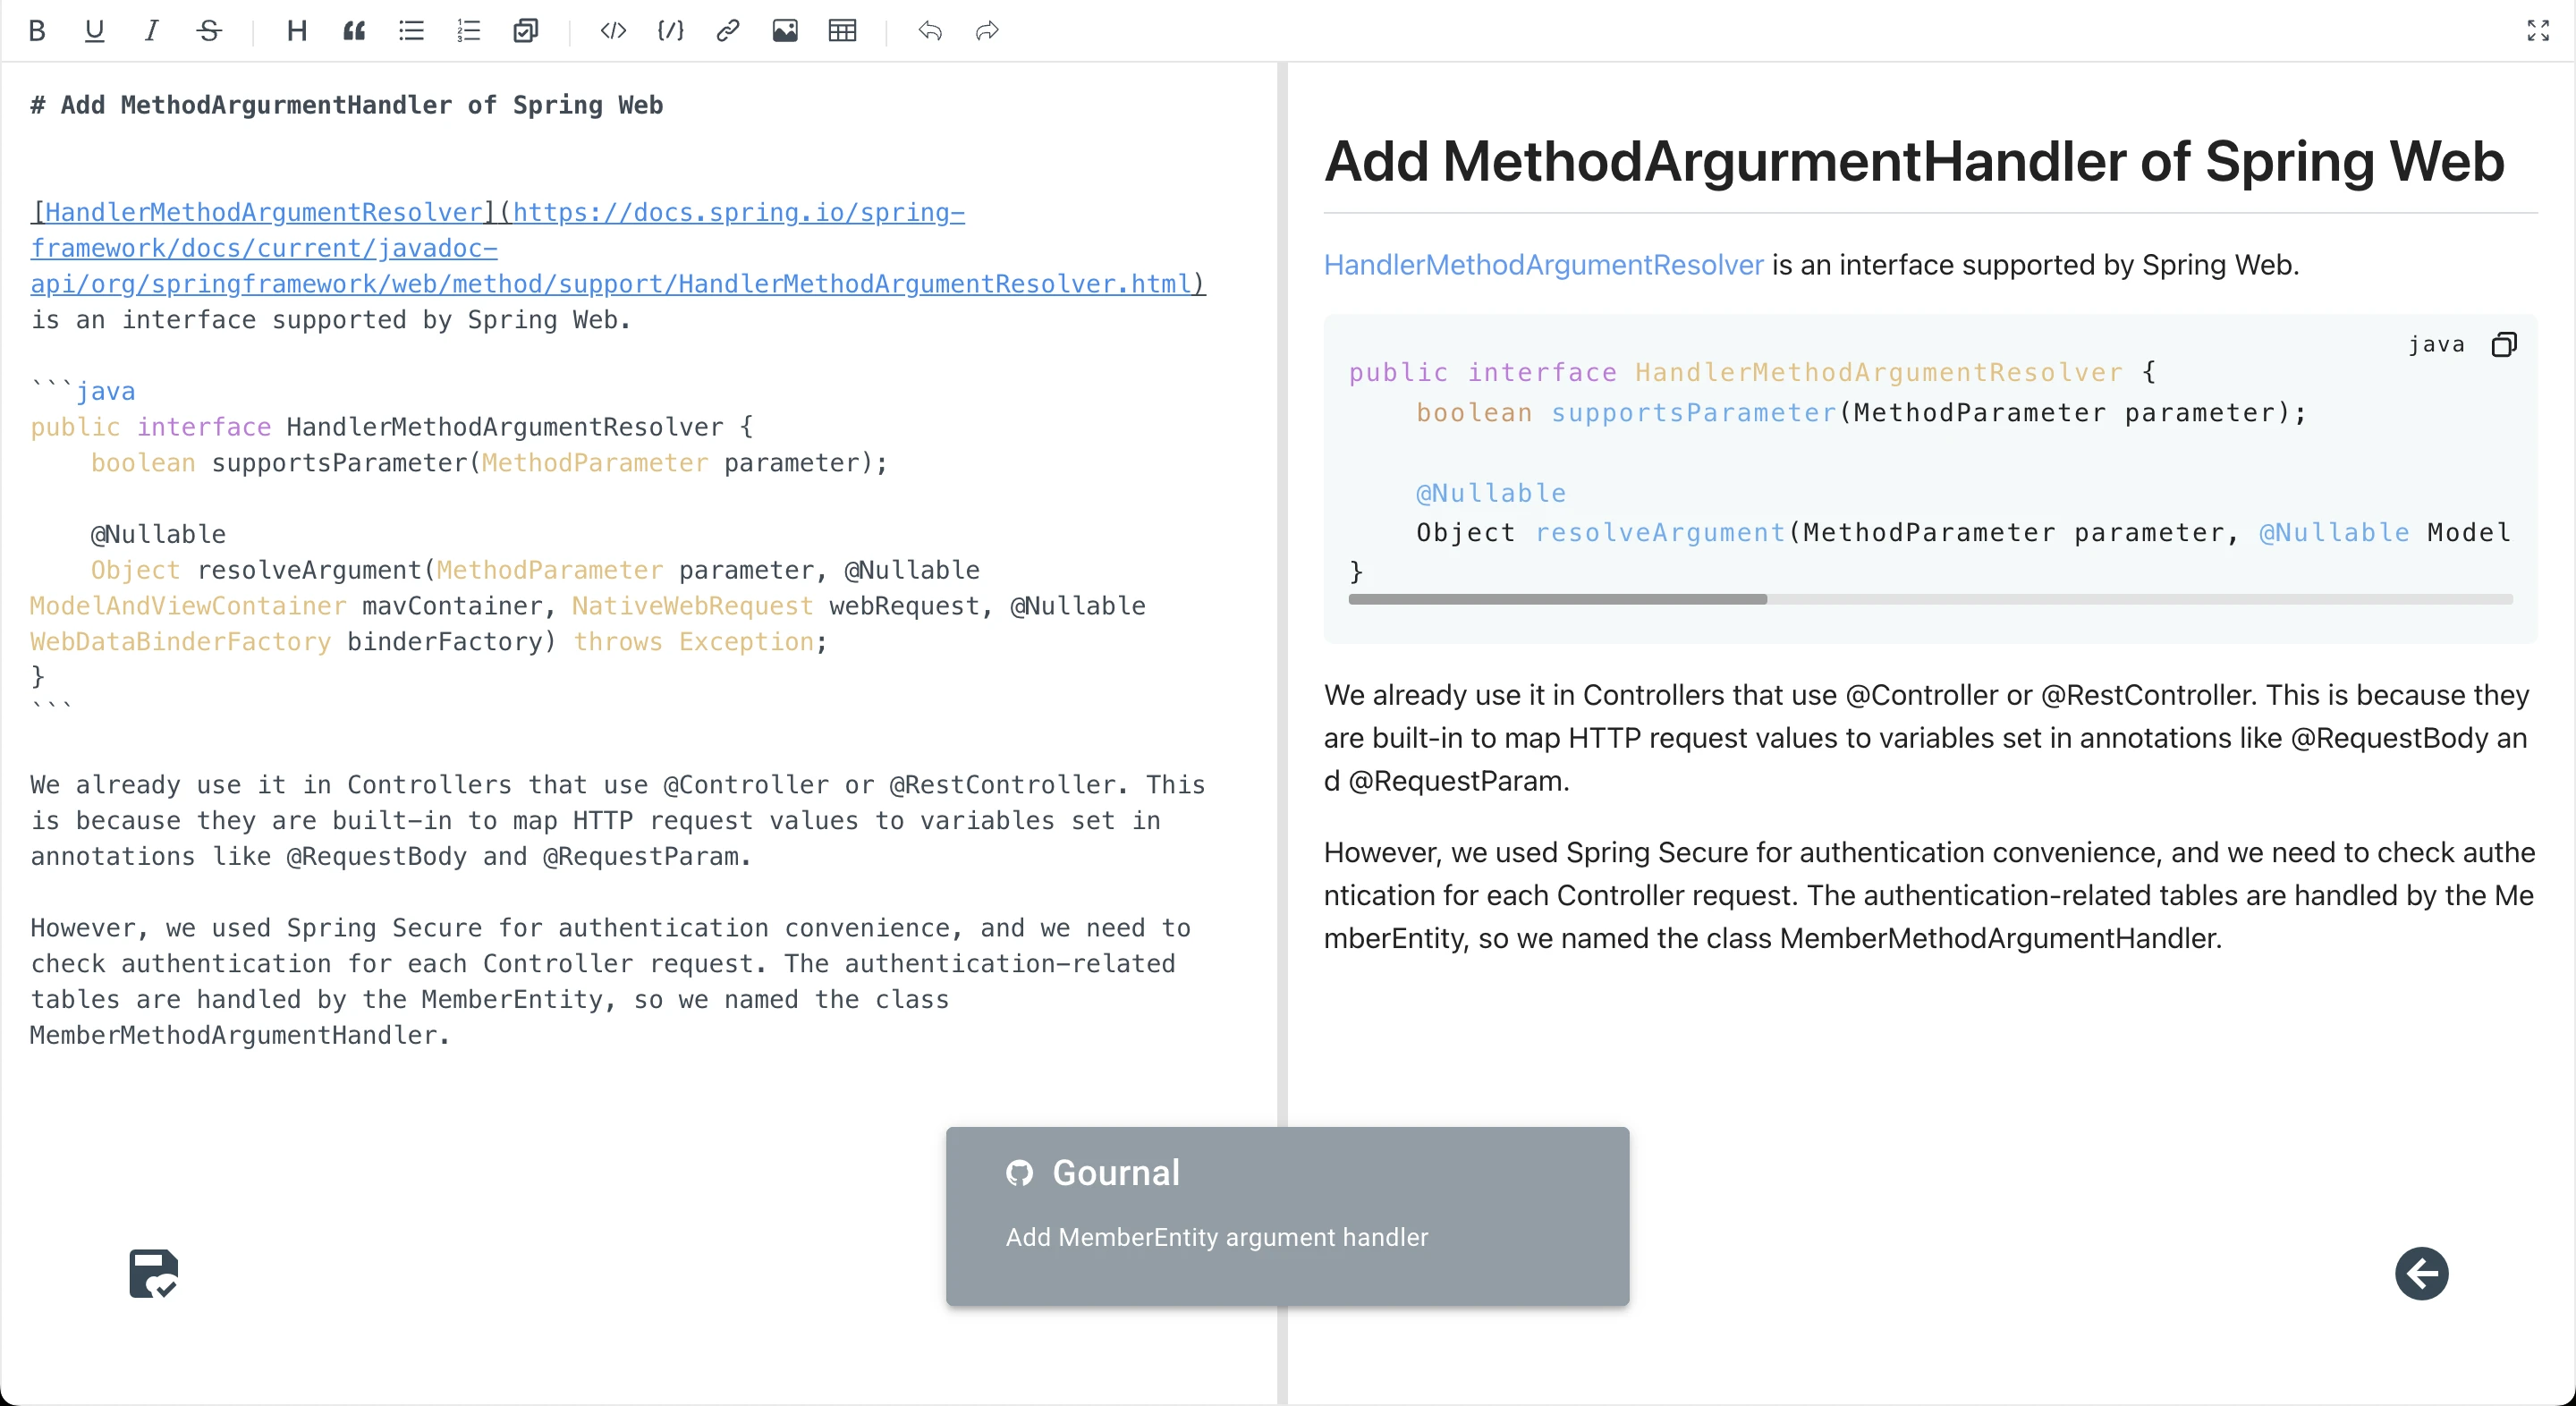 # Add MethodArgurmentHandler of Spring Web
[HandlerMethodArgumentResolver](https://docs.spring.io/spring-
framework/docs/current/javadoc-
api/org/springframework/web/method/support/HandlerMethodArgumentResolver.html)
is an interface supported by Spring Web.
```java
public interface HandlerMethodArgumentResolver {
    boolean supportsParameter(MethodParameter parameter);
    @Nullable
    Object resolveArgument(MethodParameter parameter, @Nullable
ModelAndViewContainer mavContainer, NativeWebRequest webRequest, @Nullable
WebDataBinderFactory binderFactory) throws Exception;
}
```
We already use it in Controllers that use @Controller or @RestController. This
is because they are built-in to map HTTP request values to variables set in
annotations like @RequestBody and @RequestParam.
However, we used Spring Secure for authentication convenience, and we need to
check authentication for each Controller request. The authentication-related
tables are handled by the MemberEntity, so we named the class
MemberMethodArgumentHandler.
Add MethodArgurmentHandler of Spring Web
HandlerMethodArgumentResolver is an interface supported by Spring Web.
java
public interface HandlerMethodArgumentResolver {
    boolean supportsParameter(MethodParameter parameter);
    @Nullable
    Object resolveArgument(MethodParameter parameter, @Nullable Model
}
We already use it in Controllers that use @Controller or @RestController. This is because they
are built-in to map HTTP request values to variables set in annotations like @RequestBody an
d @RequestParam.
However, we used Spring Secure for authentication convenience, and we need to check authe
ntication for each Controller request. The authentication-related tables are handled by the Me
mberEntity, so we named the class MemberMethodArgumentHandler.
Gournal
Add MemberEntity argument handler